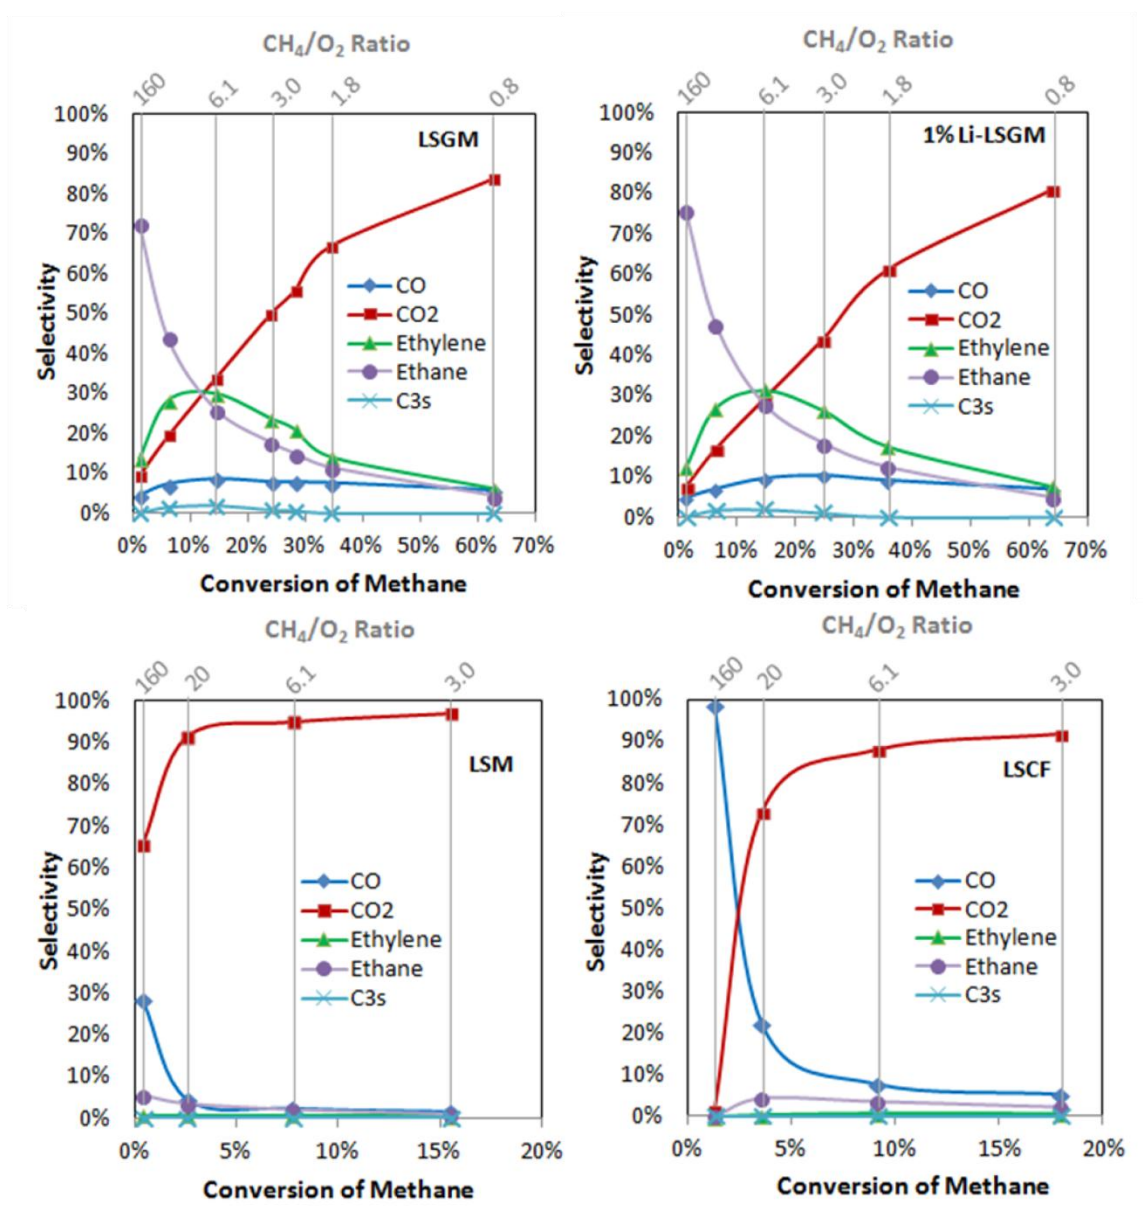 CH4/O2 Ratio
160 6.1 3.0 1.8 0.8
LSGM
100%
90%
80%
70%
60%
50%
40%
30%
20%
10%
0%
Selectivity
CO
CO2
Ethylene
Ethane
C3s
0% 10% 20% 30% 40% 50% 60% 70%
Conversion of Methane
CH4/O2 Ratio
160 6.1 3.0 1.8 0.8
1% Li-LSGM
100%
90%
80%
70%
60%
50%
40%
30%
20%
10%
0%
Selectivity
CO
CO2
Ethylene
Ethane
C3s
0% 10% 20% 30% 40% 50% 60% 70%
Conversion of Methane
CH4/O2 Ratio
160 20 6.1 3.0
100%
90%
80%
70%
60%
50%
40%
30%
20%
10%
0%
LSM
Selectivity
CO
CO2
Ethylene
Ethane
C3s
0% 5% 10% 15% 20%
Conversion of Methane
CH4/O2 Ratio
160 20 6.1 3.0
100%
90%
80%
70%
60%
50%
40%
30%
20%
10%
0%
LSCF
Selectivity
CO
CO2
Ethylene
Ethane
C3s
0% 5% 10% 15% 20%
Conversion of Methane